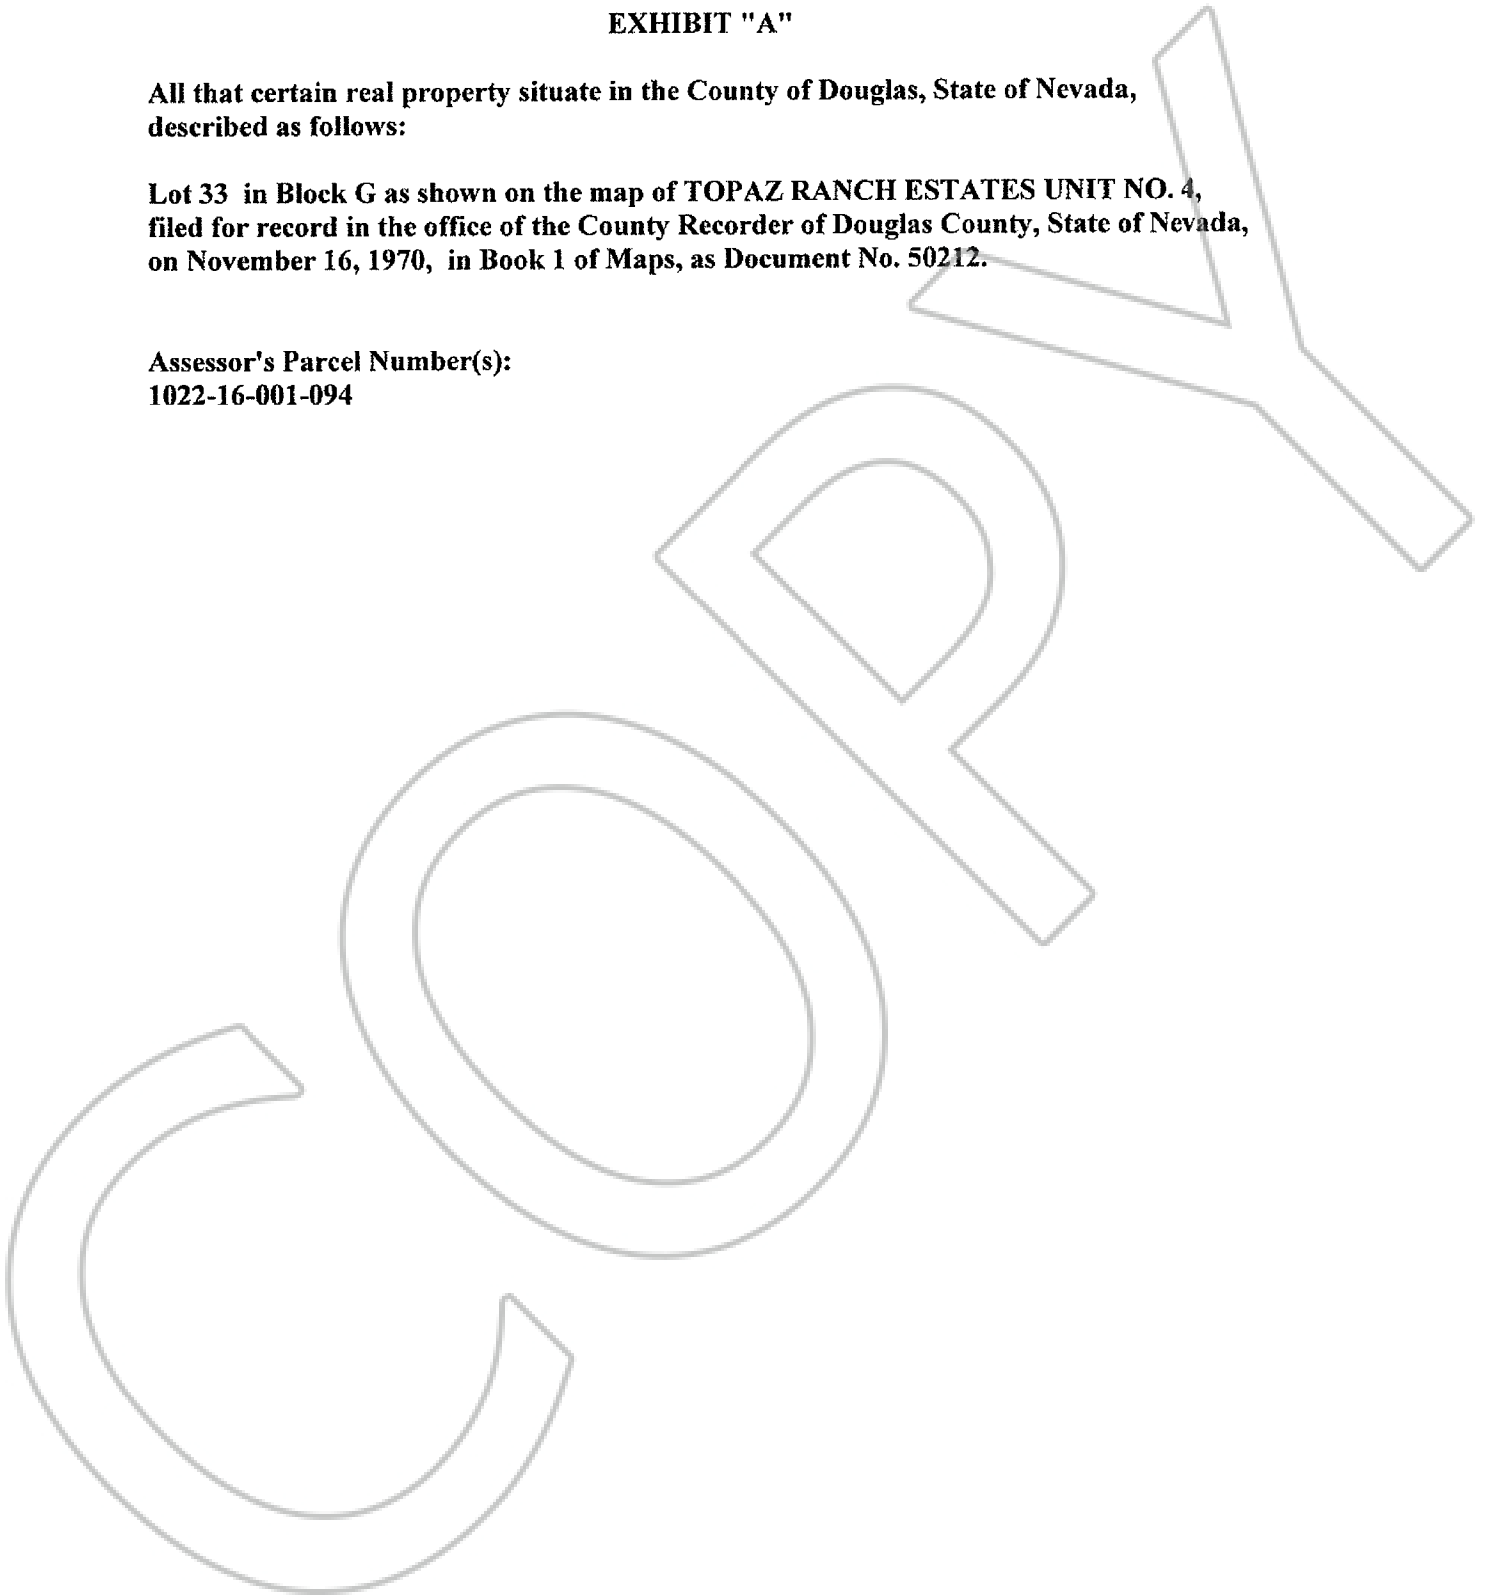 EXHIBIT "A"
All that certain real property situate in the County of Douglas, State of Nevada,
described as follows:
Lot 33 in Block G as shown on the map of TOPAZ RANCH ESTATES UNIT NO. 4,
filed for record in the office of the County Recorder of Douglas County, State of Nevada,
on November 16, 1970, in Book 1 of Maps, as Document No. 50212.
Assessor's Parcel Number(s):
1022-16-001-094
COPY